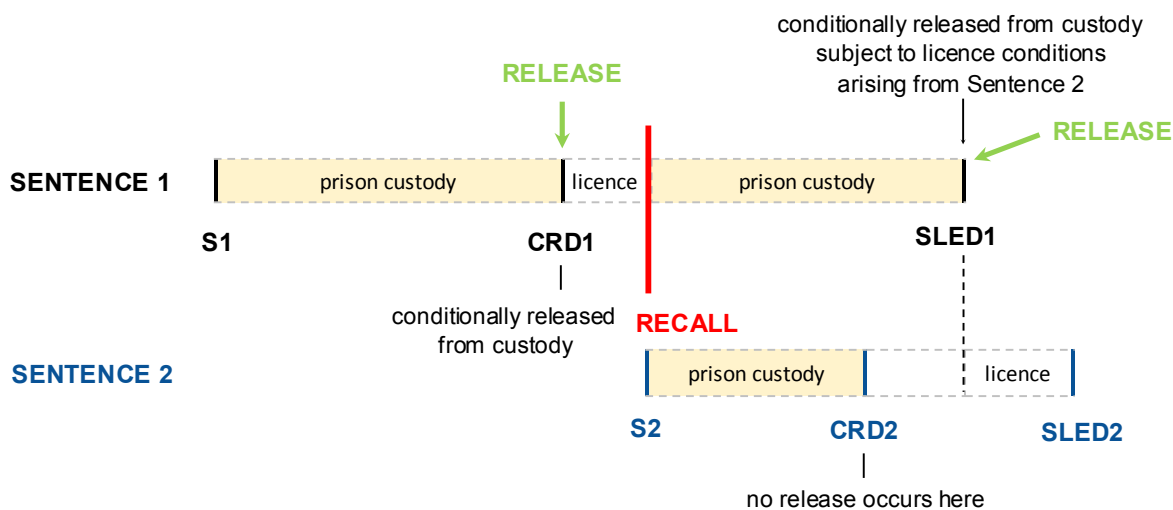 conditionally released from custody
subject to licence conditions
arising from Sentence 2
RELEASE
RELEASE
SENTENCE 1
prison custody
licence
prison custody
S1
CRD1
SLED1
conditionally released
from custody
RECALL
SENTENCE 2
prison custody
licence
S2
CRD2
SLED2
no release occurs here